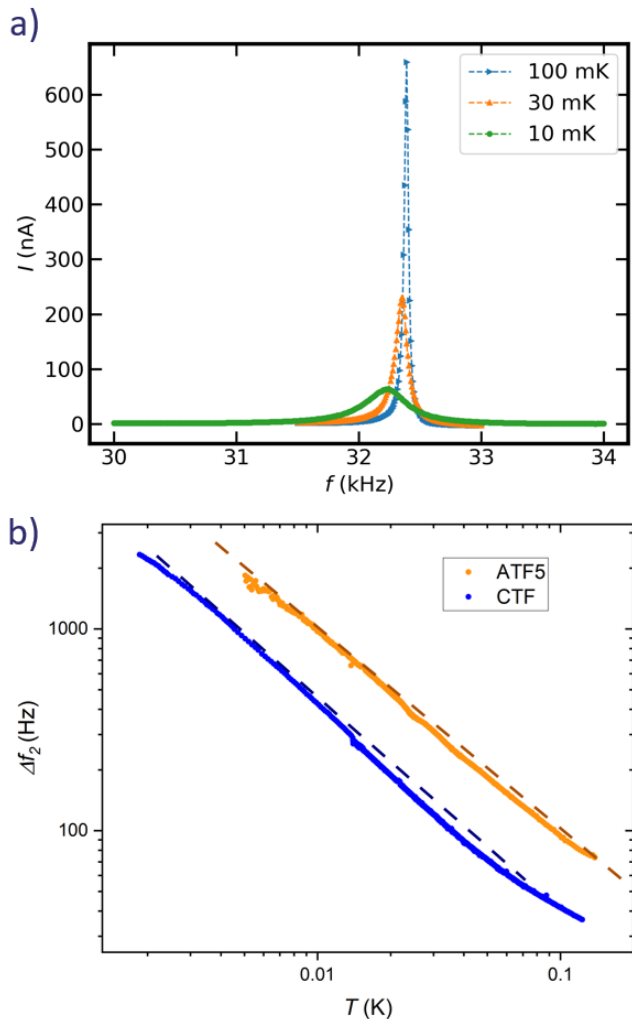 a)
600
500
400
300
200
100
0
I (nA)
100 mK
30 mK
10 mK
30 31 32 33 34
f (kHz)
b)
1000
100
Δf₂ (Hz)
ATF5
CTF
0.01 0.1
T (K)